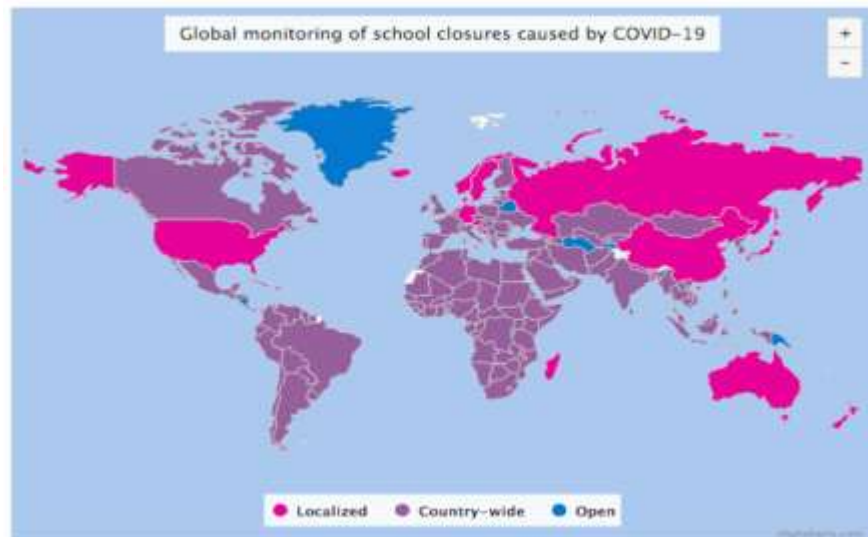 Global monitoring of school closures caused by COVID-19
+
−
Localized
Country-wide
Open